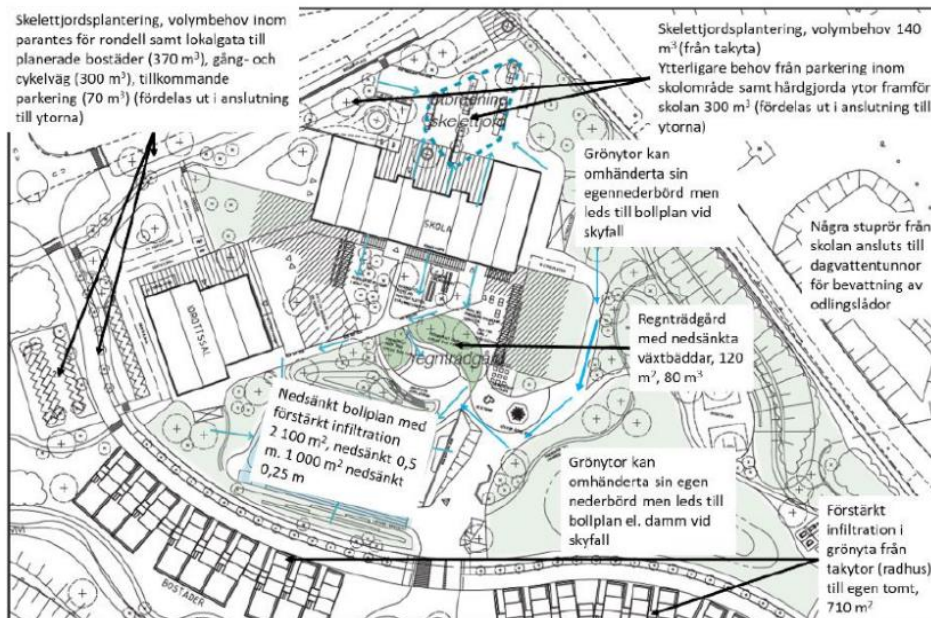 Skelettjordsplantering, volymbehov inom
parantes för rondell samt lokalgata till
planerade bostäder (370 m³), gång- och
cykelväg (300 m³), tillkommande
parkering (70 m³) (fördelas ut i anslutning
till ytorna)
Skelettjordsplantering, volymbehov 140
m³ (från takyta)
Ytterligare behov från parkering inom
skolområde samt hårdgjorda ytor framför
skolan 300 m³ (fördelas ut i anslutning till
ytorna)
skelettjord
Grönytor kan
omhänderta sin
egennederbörd men
leds till bollplan vid
skyfall
Några stuprör från
skolan ansluts till
dagvattentunnor
för bevattning av
odlingslådor
SKOLA
IDROTTSSAL
regnträdgård
Regnträdgård
med nedsänkta
växtbäddar, 120
m², 80 m³
Nedsänkt bollplan med
förstärkt infiltration
2 100 m², nedsänkt 0,5
m. 1 000 m² nedsänkt
0,25 m
Grönytor kan
omhänderta sin egen
nederbörd men leds till
bollplan el. damm vid
skyfall
Förstärkt
infiltration i
grönyta från
takytor (radhus)
till egen tomt,
710 m²
BOSTÄDER